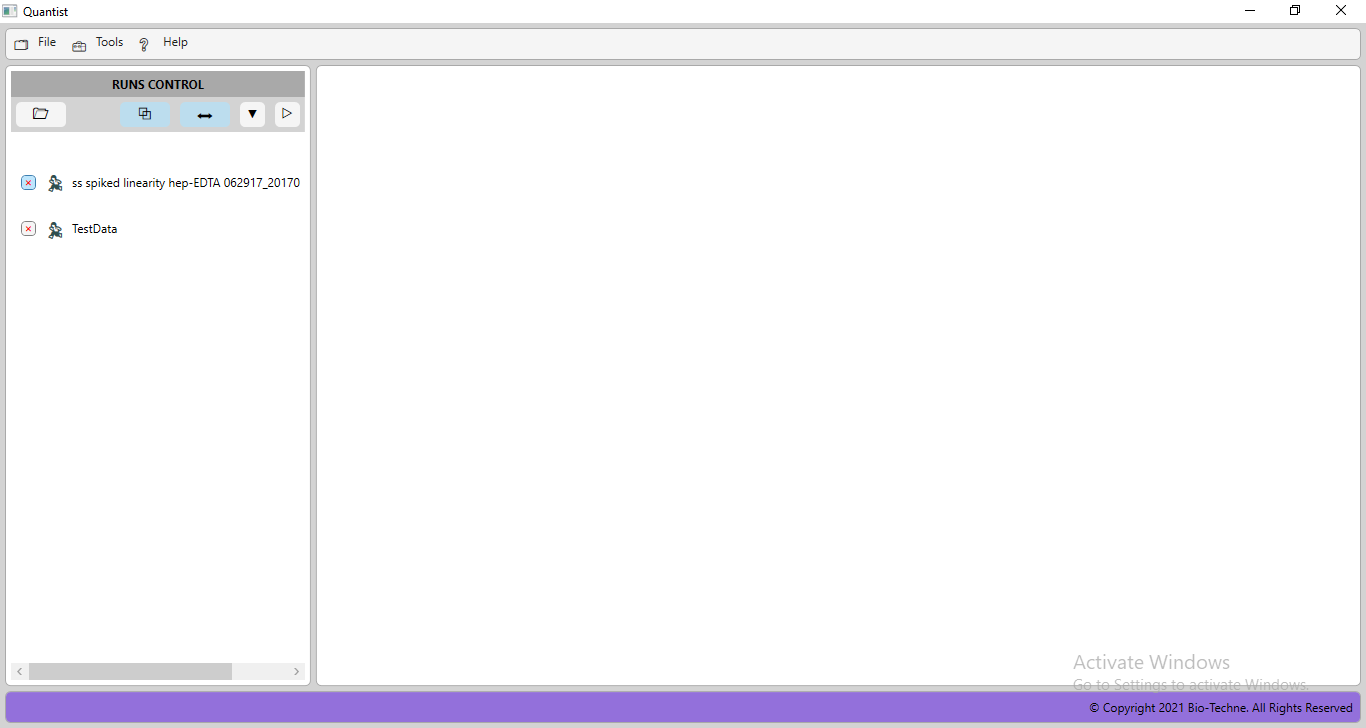 Quantist
File Tools Help
RUNS CONTROL
ss spiked linearity hep-EDTA 062917_20170
TestData
Activate Windows
Go to Settings to activate Windows.
© Copyright 2021 Bio-Techne. All Rights Reserved